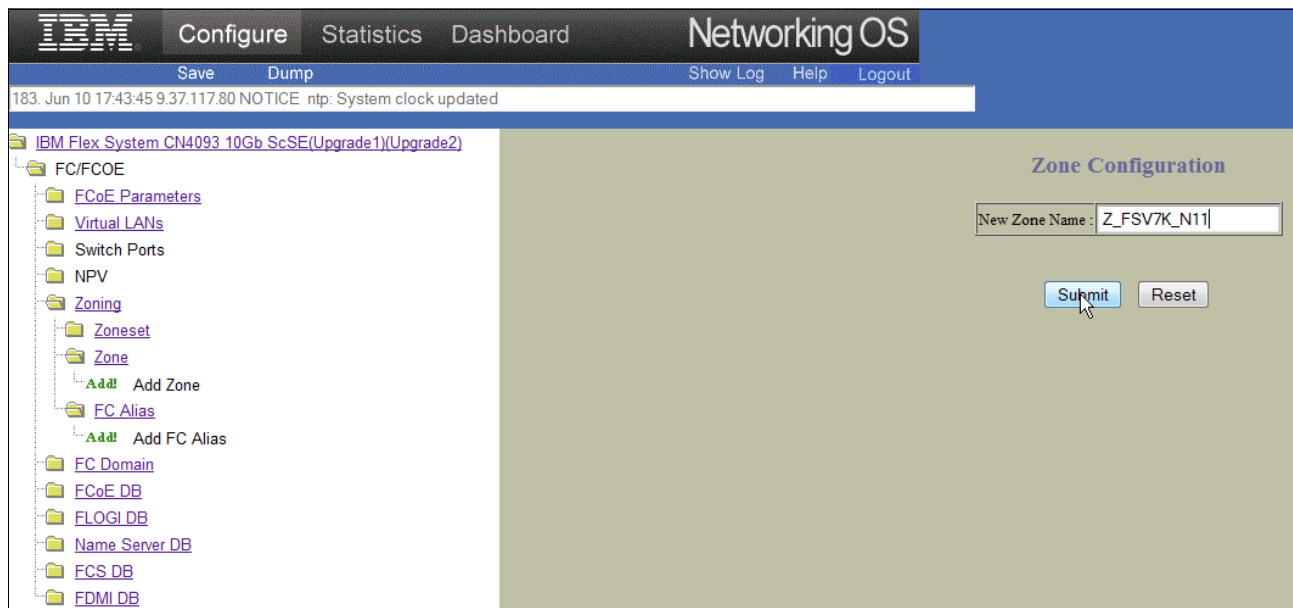 IBM Configure Statistics Dashboard Networking OS
Save Dump Show Log Help Logout
183. Jun 10 17:43:45 9.37.117.80 NOTICE ntp: System clock updated
IBM Flex System CN4093 10Gb ScSE(Upgrade1)(Upgrade2)
FC/FCOE
FCoE Parameters
Virtual LANs
Switch Ports
NPV
Zoning
Zoneset
Zone
Add! Add Zone
FC Alias
Add! Add FC Alias
FC Domain
FCoE DB
FLOGI DB
Name Server DB
FCS DB
FDMI DB
Zone Configuration
New Zone Name : Z_FSV7K_N11
Submit Reset